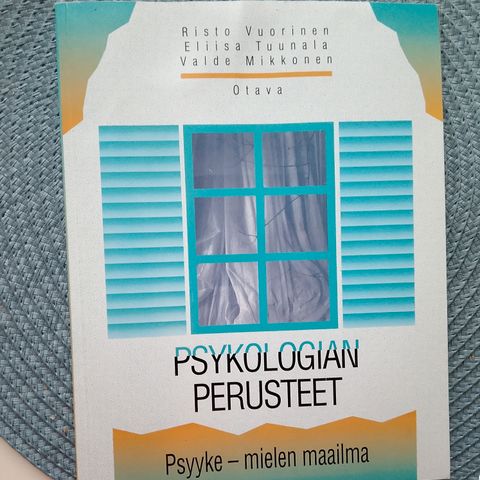 Risto Vuorinen
Eliisa Tuunala
Valde Mikkonen
Otava
PSYKOLOGIAN
PERUSTEET
Psyyke – mielen maailma